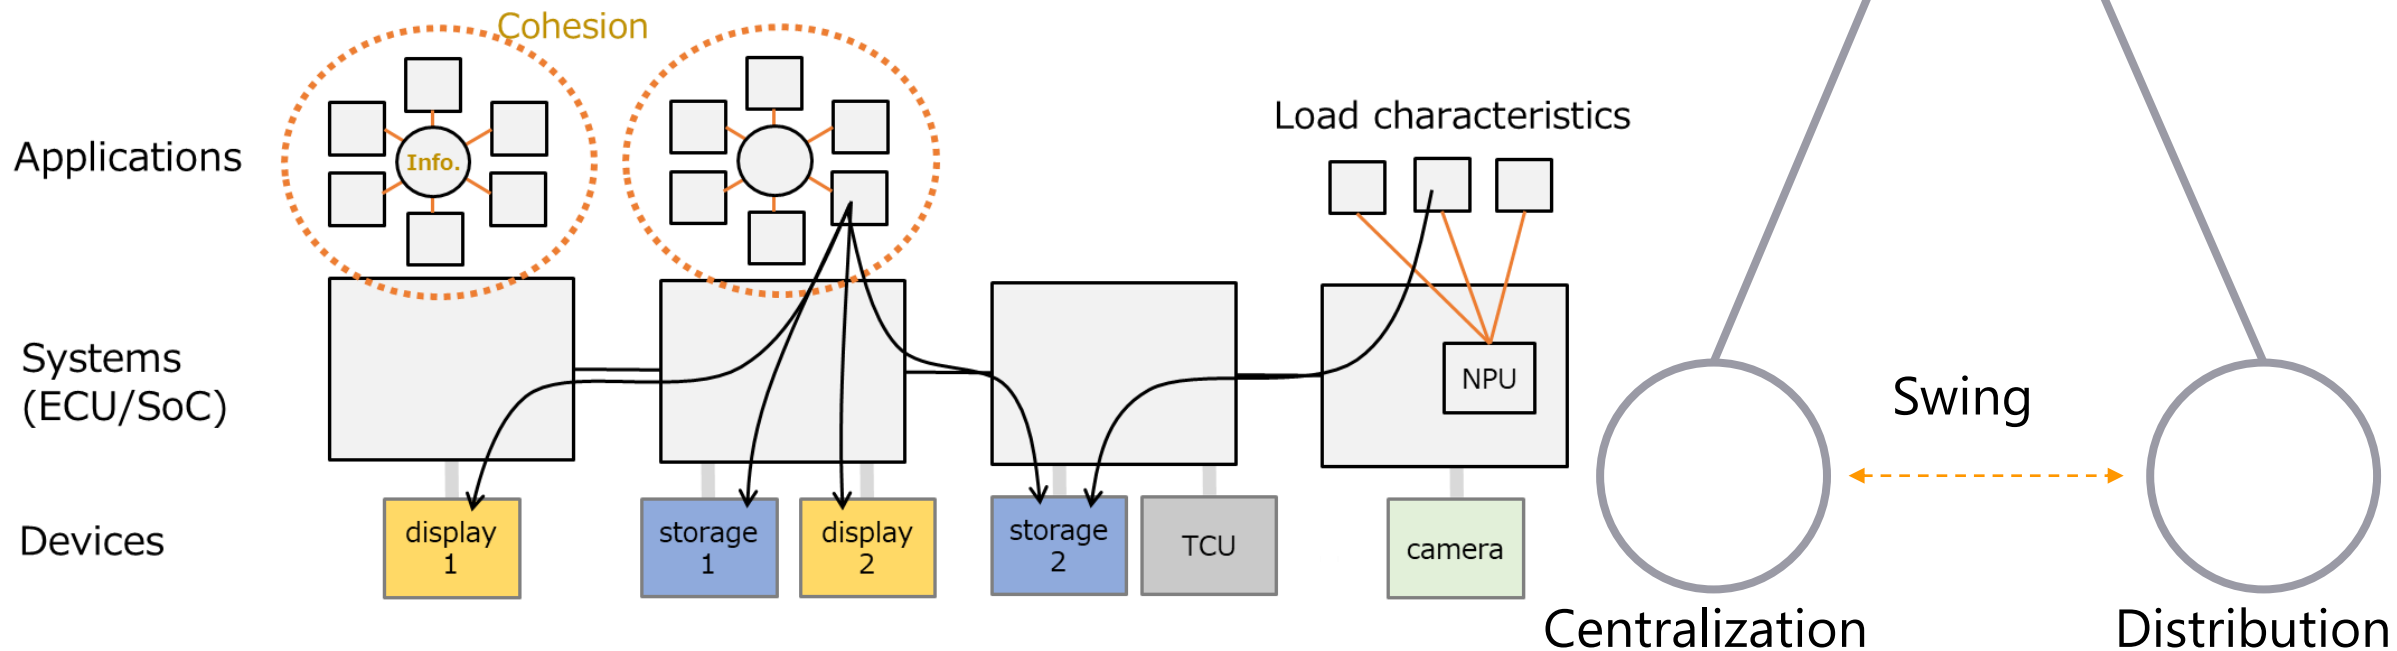 Cohesion
Applications
Info.
Load characteristics
Systems
(ECU/SoC)
NPU
Devices
display
1
storage
1
display
2
storage
2
TCU
camera
Swing
Centralization
Distribution